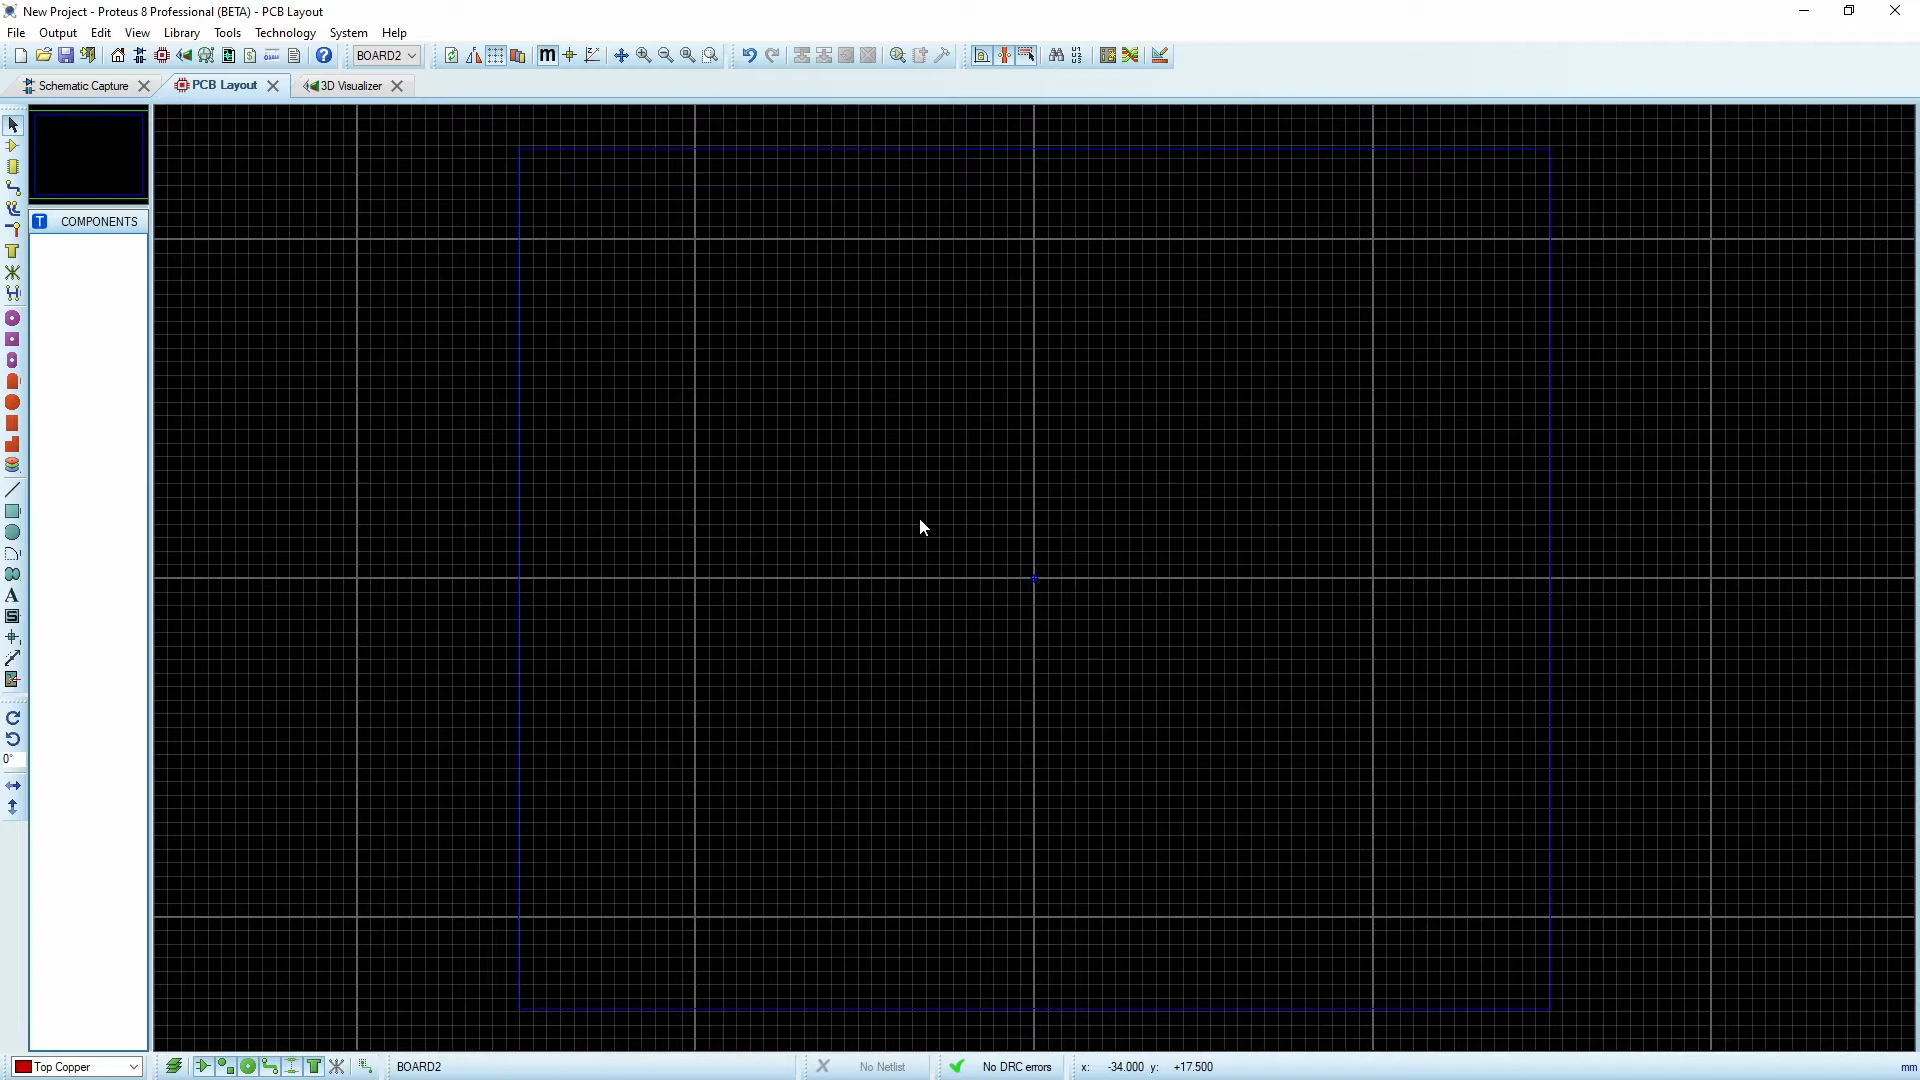 New Project - Proteus 8 Professional (BETA) - PCB Layout
File Output Edit View Library Tools Technology System Help
BOARD2 m
Schematic Capture PCB Layout 3D Visualizer
T COMPONENTS
A
S
0°
Top Copper BOARD2 No Netlist No DRC errors x: -34.000 y: +17.500 mm